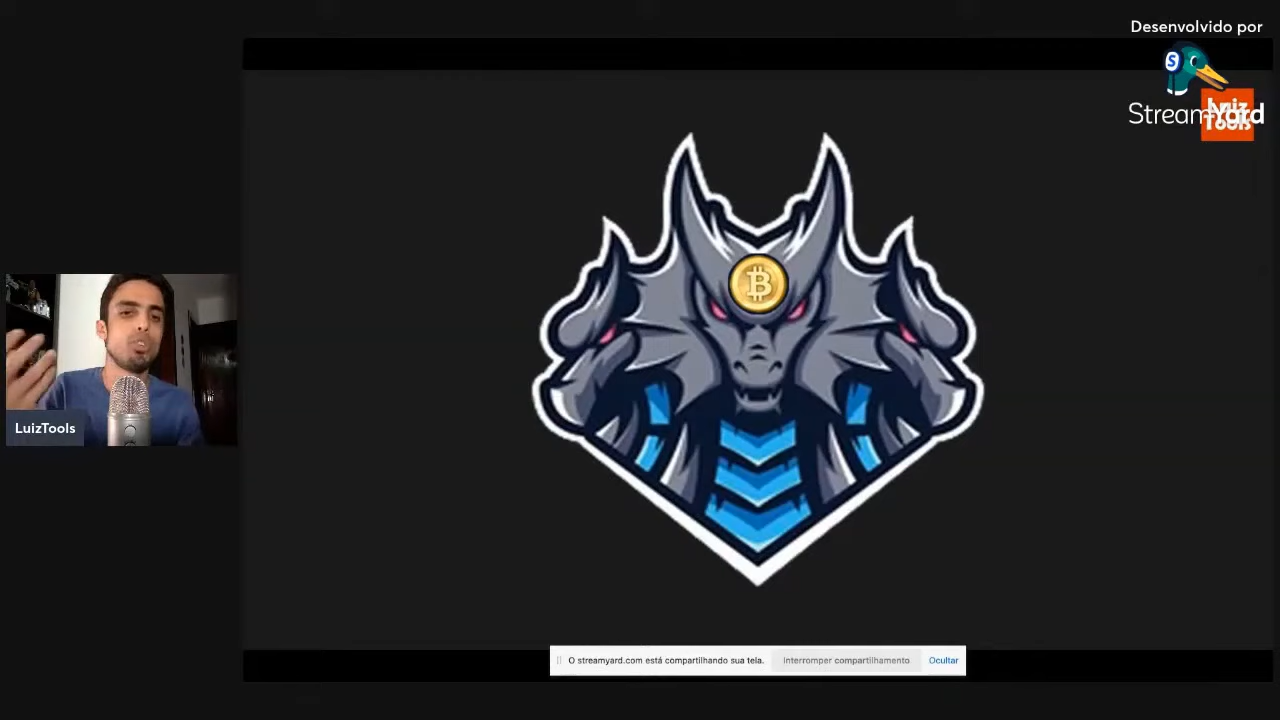 Desenvolvido por
S
StreamYard
Luiz
Tools
LuizTools
O streamyard.com está compartilhando sua tela.
Interromper compartilhamento
Ocultar